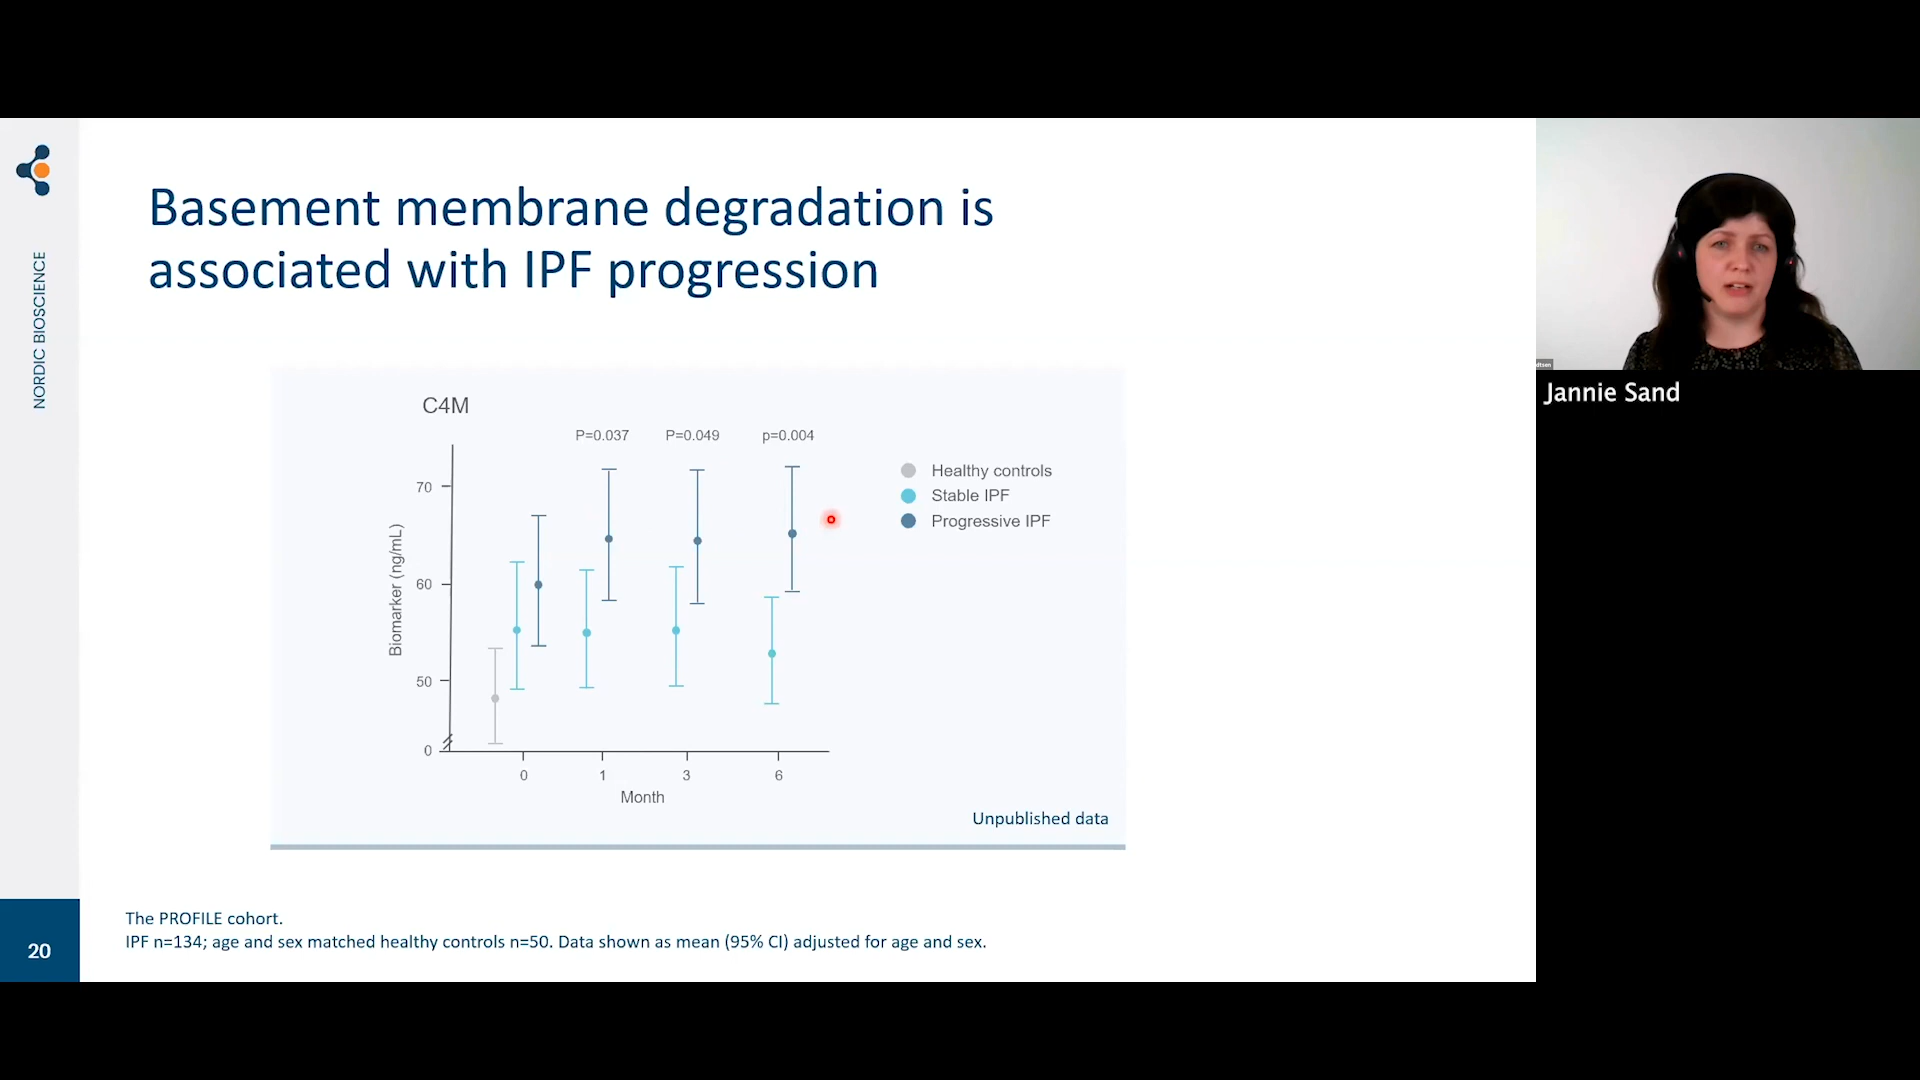 NORDIC BIOSCIENCE
Basement membrane degradation is
associated with IPF progression
C4M
P=0.037 P=0.049 p=0.004
70
60
50
0
Biomarker (ng/mL)
0 1 3 6
Month
Healthy controls
Stable IPF
Progressive IPF
Unpublished data
The PROFILE cohort.
IPF n=134; age and sex matched healthy controls n=50. Data shown as mean (95% CI) adjusted for age and sex.
20
Jannie Sand